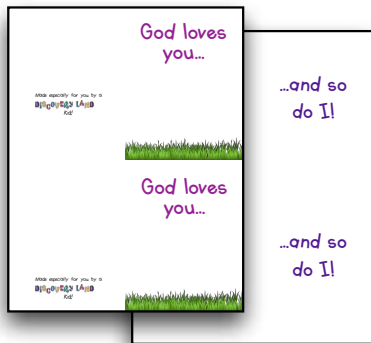 God loves
you...
Made especially for you by a
DISCOVERY LAND
Kid!
God loves
you...
Made especially for you by a
DISCOVERY LAND
Kid!
...and so
do I!
...and so
do I!